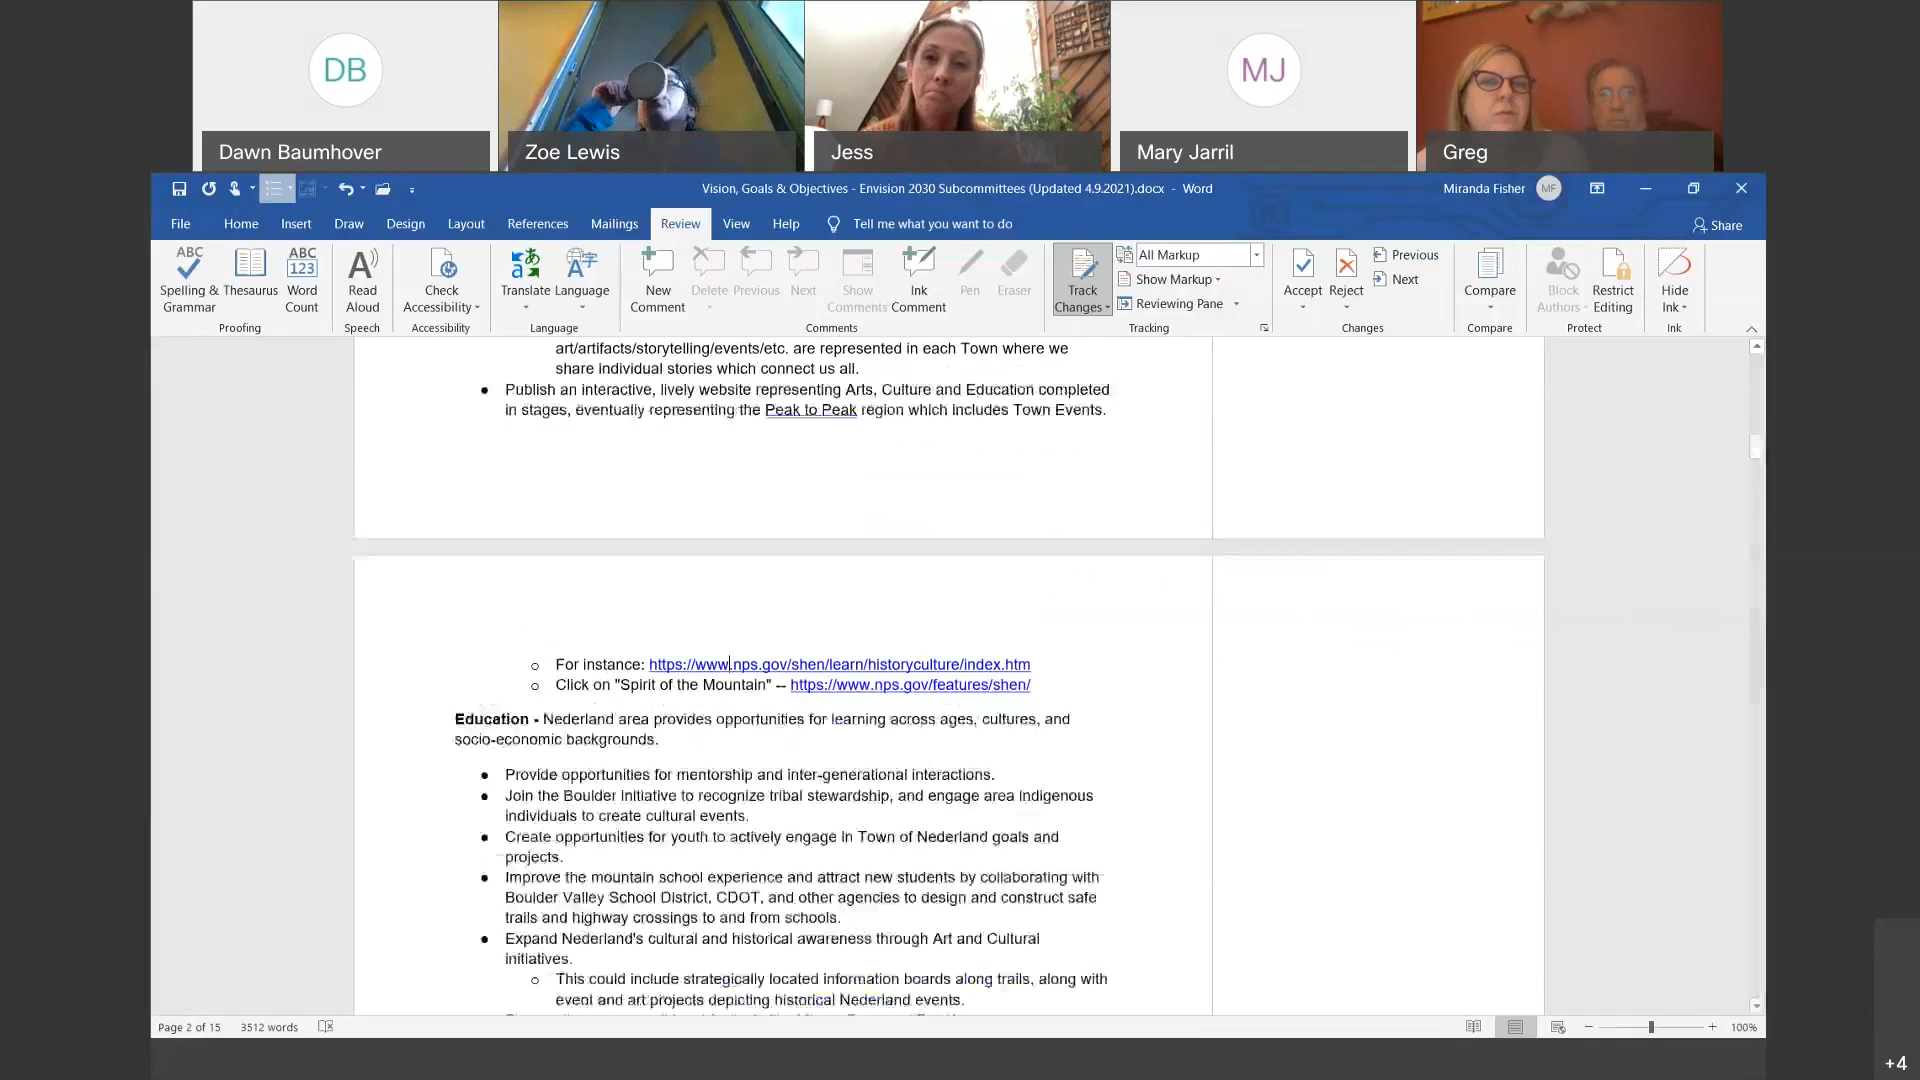 DB
MJ
Dawn Baumhover
Zoe Lewis
Jess
Mary Jarril
Greg
Vision, Goals & Objectives - Envision 2030 Subcommittees (Updated 4.9.2021).docx - Word
Miranda Fisher
MF
File
Home
Insert
Draw
Design
Layout
References
Mailings
Review
View
Help
Tell me what you want to do
Share
Spelling & Grammar
Thesaurus
Word Count
Read Aloud
Check Accessibility
Translate
Language
New Comment
Delete
Previous
Next
Show Comments
Ink Comment
Pen
Eraser
Track Changes
All Markup
Show Markup
Reviewing Pane
Accept
Reject
Previous
Next
Compare
Block Authors
Restrict Editing
Hide Ink
Proofing
Speech
Accessibility
Language
Comments
Tracking
Changes
Compare
Protect
Ink
art/artifacts/storytelling/events/etc. are represented in each Town where we
share individual stories which connect us all.
● Publish an interactive, lively website representing Arts, Culture and Education completed
in stages, eventually representing the Peak to Peak region which includes Town Events.
o For instance: https://www.nps.gov/shen/learn/historyculture/index.htm
o Click on "Spirit of the Mountain" -- https://www.nps.gov/features/shen/
Education - Nederland area provides opportunities for learning across ages, cultures, and
socio-economic backgrounds.
● Provide opportunities for mentorship and inter-generational interactions.
● Join the Boulder Initiative to recognize tribal stewardship, and engage area indigenous
individuals to create cultural events.
● Create opportunities for youth to actively engage in Town of Nederland goals and
projects.
● Improve the mountain school experience and attract new students by collaborating with
Boulder Valley School District, CDOT, and other agencies to design and construct safe
trails and highway crossings to and from schools.
● Expand Nederland's cultural and historical awareness through Art and Cultural
initiatives.
o This could include strategically located information boards along trails, along with
event and art projects depicting historical Nederland events.
Page 2 of 15
3512 words
100%
+4